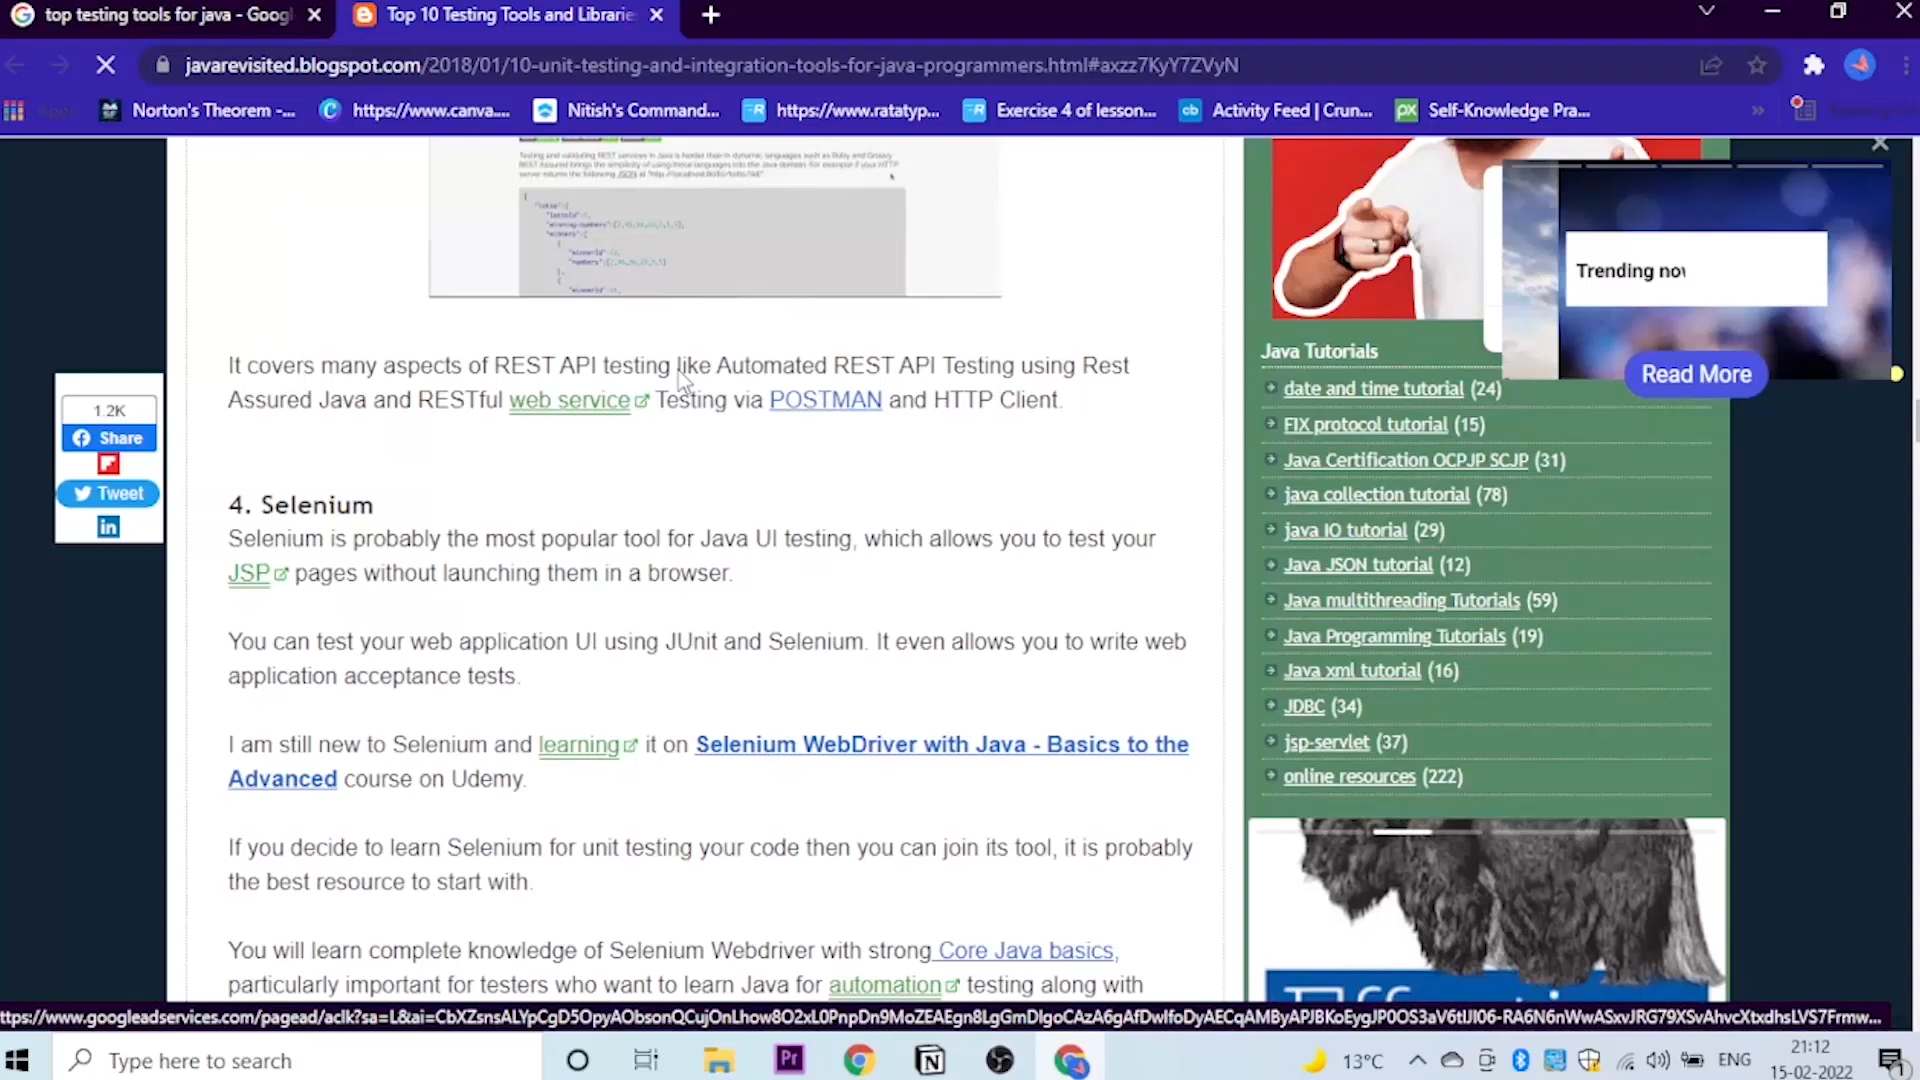 top testing tools for java - Goog
Top 10 Testing Tools and Librarie
javarevisited.blogspot.com/2018/01/10-unit-testing-and-integration-tools-for-java-programmers.html#axzz7KyY7ZVyN
Norton's Theorem -...
https://www.canva....
Nitish's Command...
https://www.ratatyp...
Exercise 4 of lesson...
Activity Feed | Crun...
Self-Knowledge Pra...
It covers many aspects of REST API testing like Automated REST API Testing using Rest
Assured Java and RESTful web service Testing via POSTMAN and HTTP Client.
4. Selenium
Selenium is probably the most popular tool for Java UI testing, which allows you to test your
JSP pages without launching them in a browser.
You can test your web application UI using JUnit and Selenium. It even allows you to write web
application acceptance tests.
I am still new to Selenium and learning it on Selenium WebDriver with Java - Basics to the
Advanced course on Udemy.
If you decide to learn Selenium for unit testing your code then you can join its tool, it is probably
the best resource to start with.
You will learn complete knowledge of Selenium Webdriver with strong Core Java basics,
particularly important for testers who want to learn Java for automation testing along with
1.2K
Share
Tweet
in
Trending nov
Read More
Java Tutorials
date and time tutorial (24)
FIX protocol tutorial (15)
Java Certification OCPJP SCJP (31)
java collection tutorial (78)
java IO tutorial (29)
Java JSON tutorial (12)
Java multithreading Tutorials (59)
Java Programming Tutorials (19)
Java xml tutorial (16)
JDBC (34)
jsp-servlet (37)
online resources (222)
Type here to search
Pr
13°C
ENG
21:12
15-02-2022